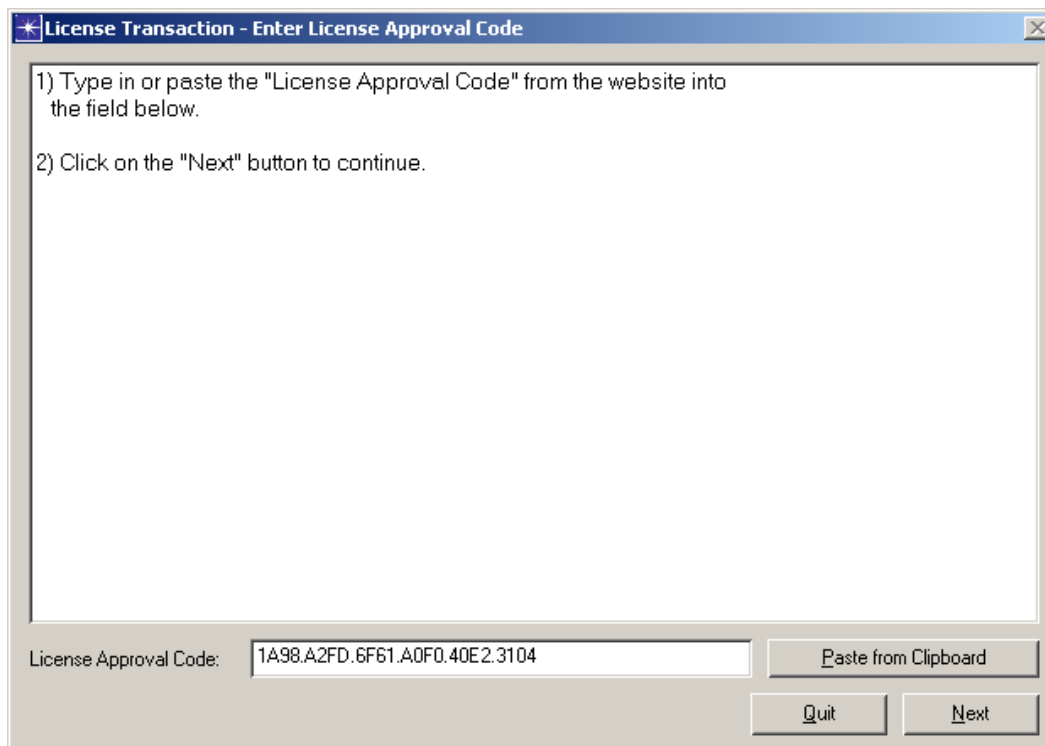 License Transaction - Enter License Approval Code
1) Type in or paste the "License Approval Code" from the website into
the field below.
2) Click on the "Next" button to continue.
License Approval Code: 1A98.A2FD.6F61.A0F0.40E2.3104 Paste from Clipboard
Quit Next